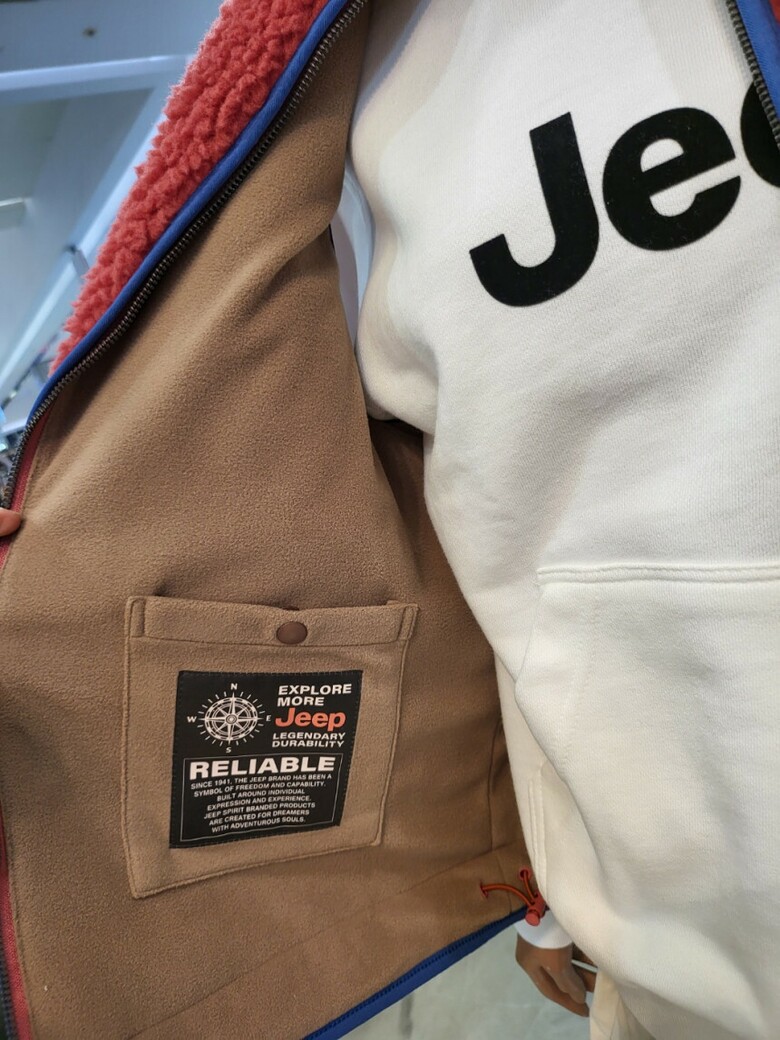 Jee
N
W E
S
EXPLORE
MORE
Jeep
LEGENDARY
DURABILITY
RELIABLE
SINCE 1941, THE JEEP BRAND HAS BEEN A
SYMBOL OF FREEDOM AND CAPABILITY.
BUILT AROUND INDIVIDUAL
EXPRESSION AND EXPERIENCE.
JEEP SPIRIT BRANDED PRODUCTS
ARE CREATED FOR DREAMERS
WITH ADVENTUROUS SOULS.